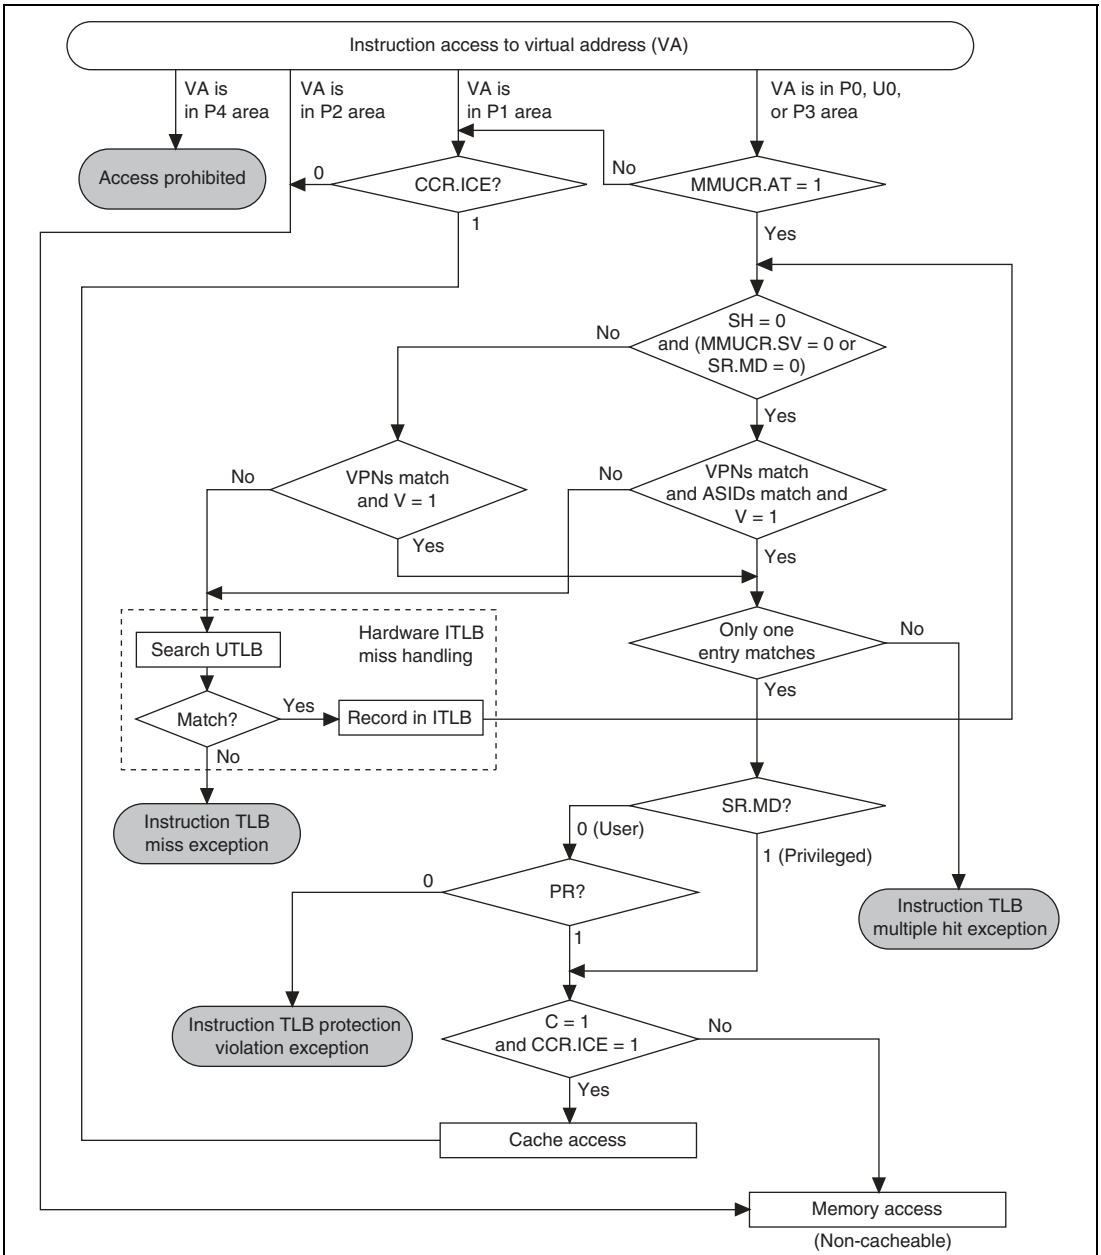 Instruction access to virtual address (VA)
VA is
in P4 area
VA is
in P2 area
VA is
in P1 area
VA is in P0, U0,
or P3 area
Access prohibited
0
CCR.ICE?
1
No
MMUCR.AT = 1
Yes
SH = 0
and (MMUCR.SV = 0 or
SR.MD = 0)
No
Yes
VPNs match
and V = 1
No
Yes
VPNs match
and ASIDs match and
V = 1
No
Yes
Hardware ITLB
miss handling
Search UTLB
Match?
Yes
Record in ITLB
No
Instruction TLB
miss exception
Only one
entry matches
No
Yes
SR.MD?
0 (User)
1 (Privileged)
Instruction TLB
multiple hit exception
PR?
0
1
Instruction TLB protection
violation exception
C = 1
and CCR.ICE = 1
No
Yes
Cache access
Memory access
(Non-cacheable)